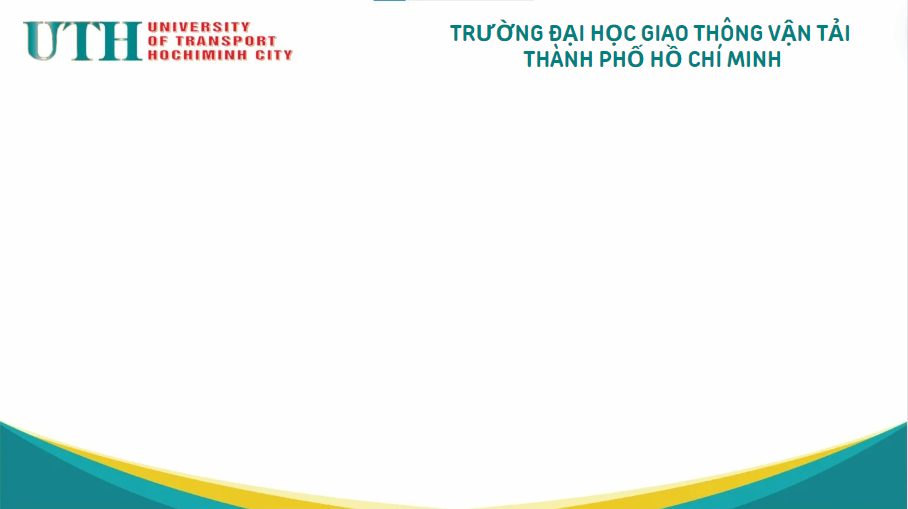 UTH
UNIVERSITY
OF TRANSPORT
HOCHIMINH CITY
TRƯỜNG ĐẠI HỌC GIAO THÔNG VẬN TẢI
THÀNH PHỐ HỒ CHÍ MINH